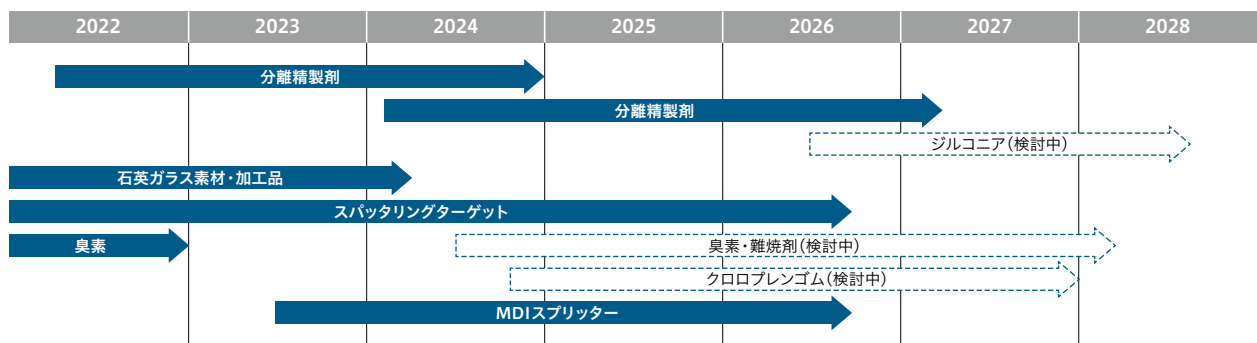 2022 2023 2024 2025 2026 2027 2028
分離精製剤
分離精製剤
ジルコニア(検討中)
石英ガラス素材・加工品
スパッタリングターゲット
臭素 臭素・難燃剤(検討中)
クロロプレンゴム(検討中)
MDIスプリッター